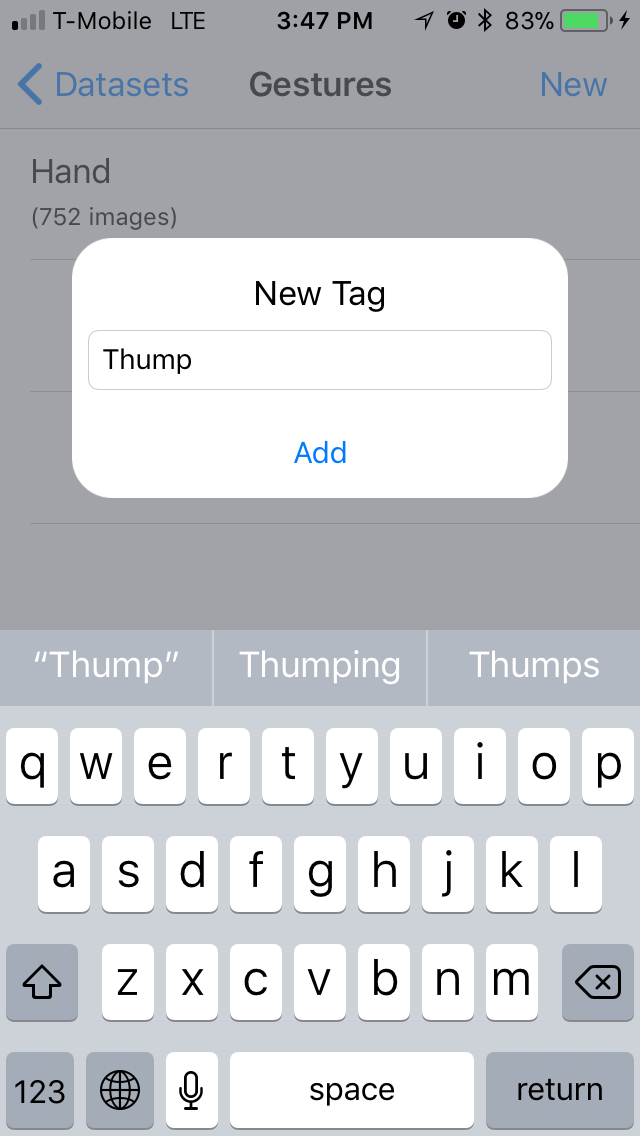 T-Mobile LTE 3:47 PM 83%
Datasets Gestures New
Hand
(752 images)
New Tag
Thump
Add
“Thump” Thumping Thumps
q w e r t y u i o p
a s d f g h j k l
z x c v b n m
123 space return